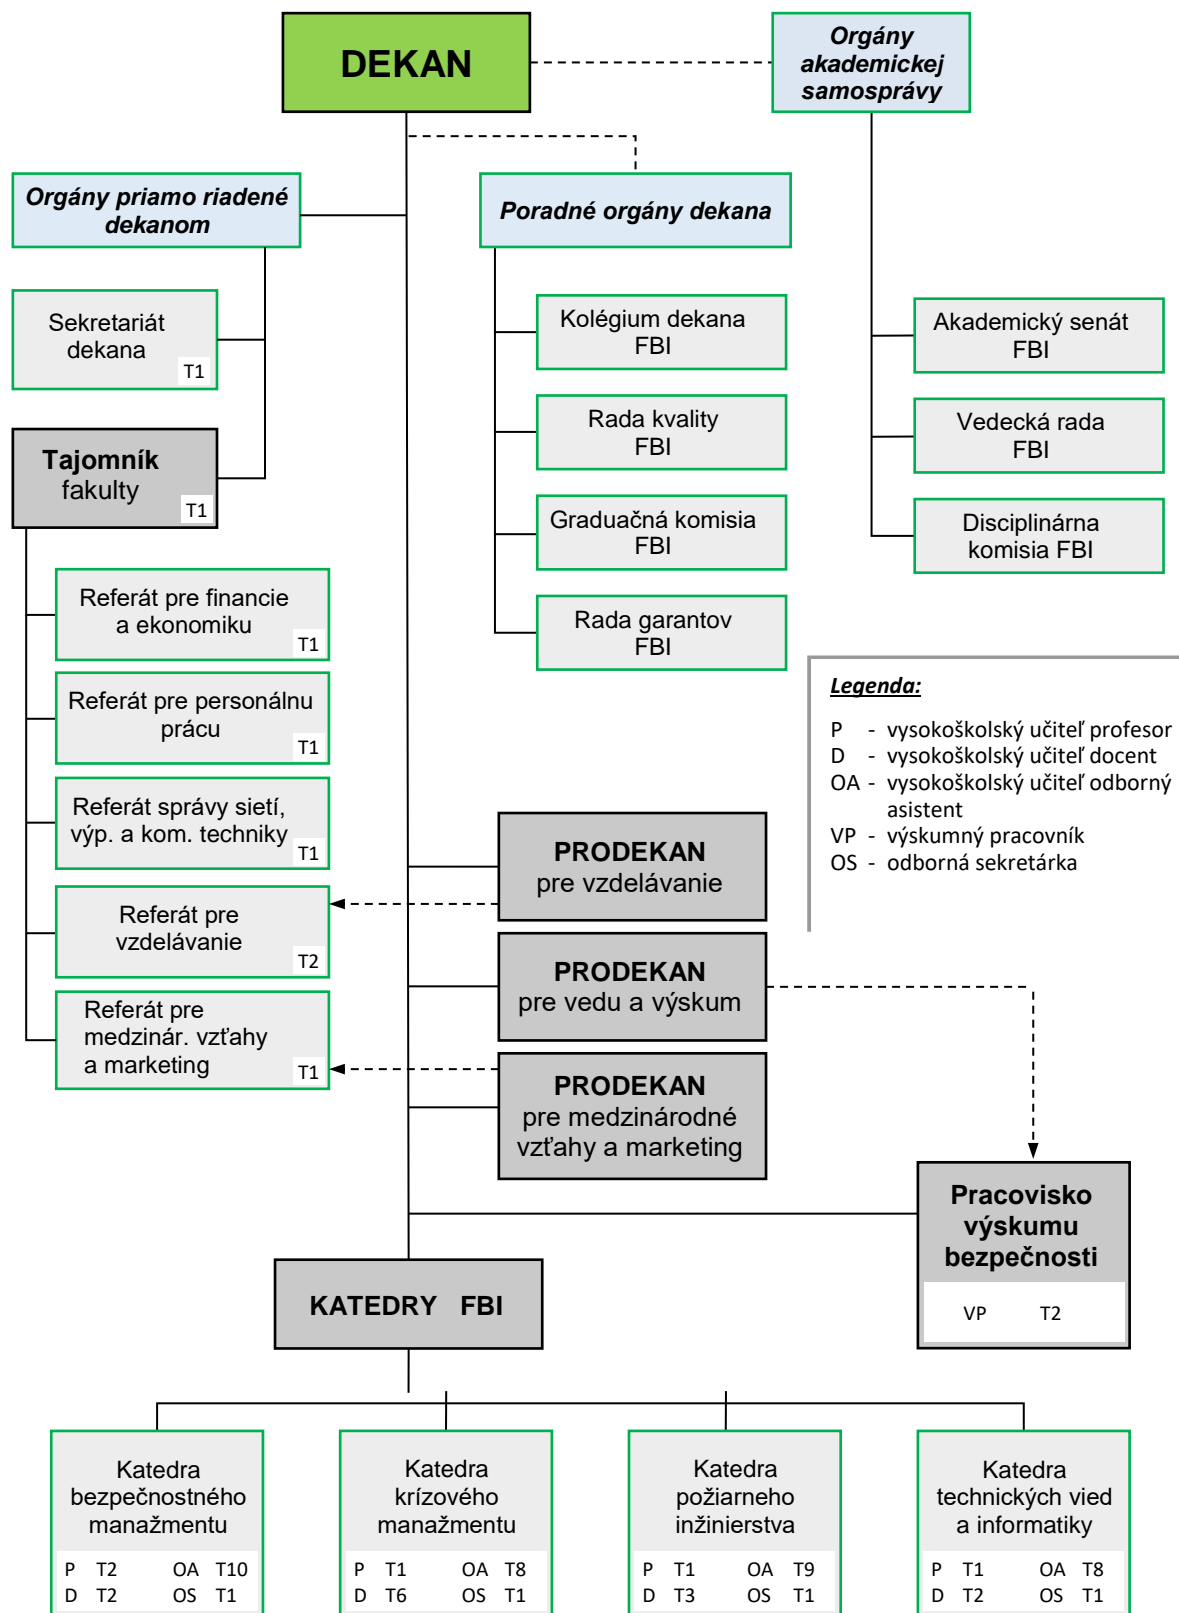 DEKAN
Orgány
akademickej
samosprávy
Orgány priamo riadené
dekanom
Poradné orgány dekana
Sekretariát
dekana
T1
Tajomník
fakulty
T1
Referát pre financie
a ekonomiku
T1
Referát pre personálnu
prácu
T1
Referát správy sietí,
výp. a kom. techniky
T1
Referát pre
vzdelávanie
T2
Referát pre
medzinár. vzťahy
a marketing
T1
Kolégium dekana
FBI
Rada kvality
FBI
Graduačná komisia
FBI
Rada garantov
FBI
Akademický senát
FBI
Vedecká rada
FBI
Disciplinárna
komisia FBI
Legenda:
P - vysokoškolský učiteľ profesor
D - vysokoškolský učiteľ docent
OA - vysokoškolský učiteľ odborný
asistent
VP - výskumný pracovník
OS - odborná sekretárka
PRODEKAN
pre vzdelávanie
PRODEKAN
pre vedu a výskum
PRODEKAN
pre medzinárodné
vzťahy a marketing
Pracovisko
výskumu
bezpečnosti
VP T2
KATEDRY FBI
Katedra
bezpečnostného
manažmentu
P T2 OA T10
D T2 OS T1
Katedra
krízového
manažmentu
P T1 OA T8
D T6 OS T1
Katedra
požiarneho
inžinierstva
P T1 OA T9
D T3 OS T1
Katedra
technických vied
a informatiky
P T1 OA T8
D T2 OS T1